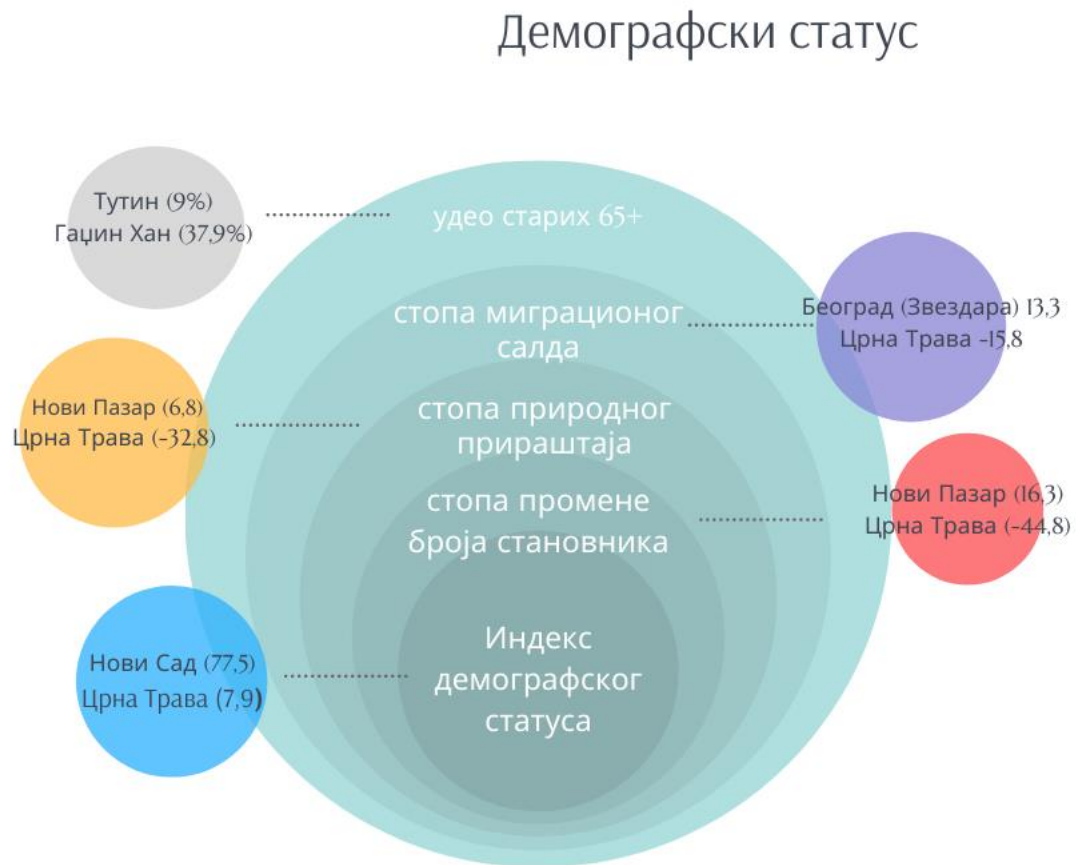 Демографски статус
Тутин (9%)
Гаџин Хан (37,9%)
удео старих 65+
стопа миграционог
салда
Београд (Звездара) 13,3
Црна Трава -15,8
Нови Пазар (6,8)
Црна Трава (-32,8)
стопа природног
прираштаја
стопа промене
броја становника
Нови Пазар (16,3)
Црна Трава (-44,8)
Нови Сад (77,5)
Црна Трава (7,9)
Индекс
демографског
статуса